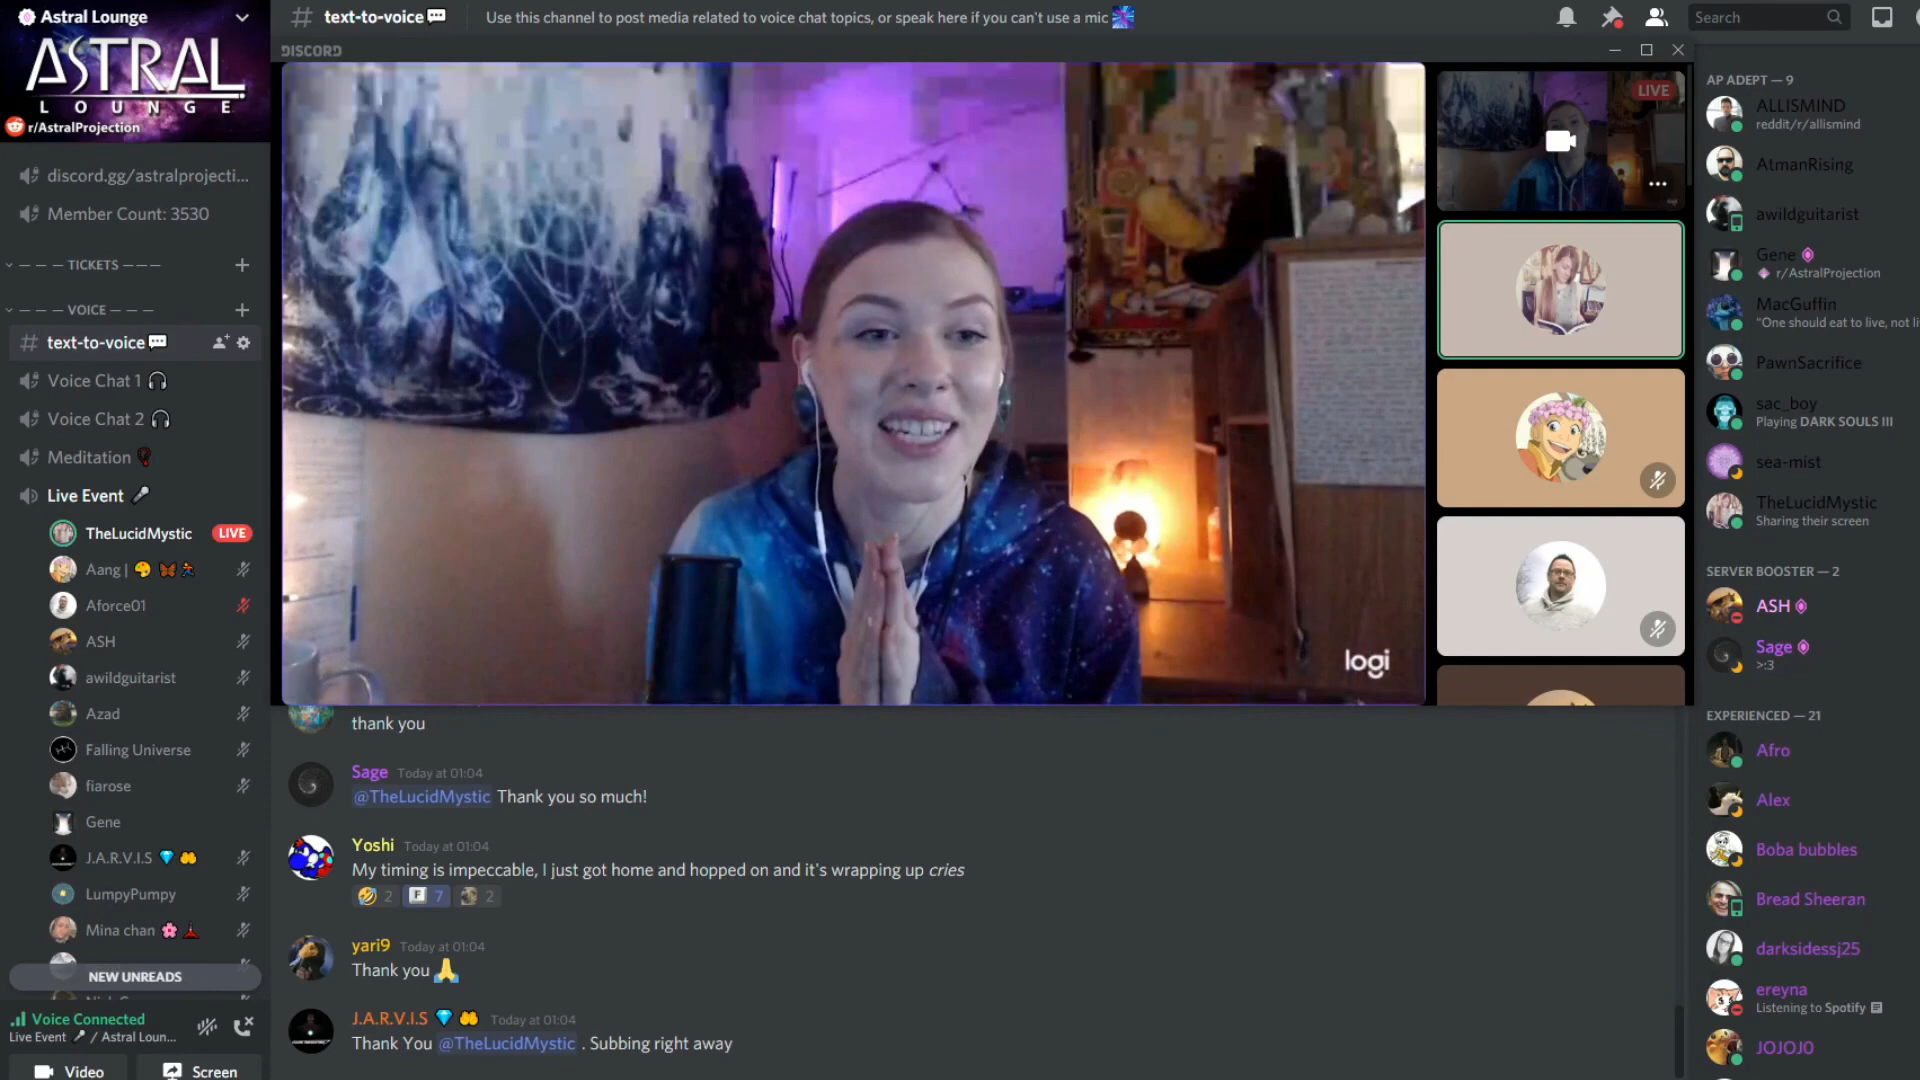 Astral Lounge
ASTRAL
LOUNGE
r/AstralProjection
discord.gg/astralprojecti...
Member Count: 3530
— — — TICKETS — — —
— — — VOICE — — —
text-to-voice
Voice Chat 1
Voice Chat 2
Meditation
Live Event
TheLucidMystic LIVE
Aang |
Aforce01
ASH
awildguitarist
Azad
Falling Universe
fiarose
Gene
J.A.R.V.I.S
LumpyPumpy
Mina chan
NEW UNREADS
Voice Connected
Live Event / Astral Loun...
Video Screen
# text-to-voice
Use this channel to post media related to voice chat topics, or speak here if you can't use a mic
Search
DISCORD
LIVE
logi
thank you
Sage Today at 01:04
@TheLucidMystic Thank you so much!
Yoshi Today at 01:04
My timing is impeccable, I just got home and hopped on and it's wrapping up cries
2 F 7 2
yari9 Today at 01:04
Thank you
J.A.R.V.I.S Today at 01:04
Thank You @TheLucidMystic . Subbing right away
AP ADEPT — 9
ALLISMIND
reddit/r/allismind
AtmanRising
awildguitarist
Gene
r/AstralProjection
MacGuffin
"One should eat to live, not li
PawnSacrifice
sac_boy
Playing DARK SOULS III
sea-mist
TheLucidMystic
Sharing their screen
SERVER BOOSTER — 2
ASH
Sage
>:3
EXPERIENCED — 21
Afro
Alex
Boba bubbles
Bread Sheeran
darksidessj25
ereyna
Listening to Spotify
JOJOJ0